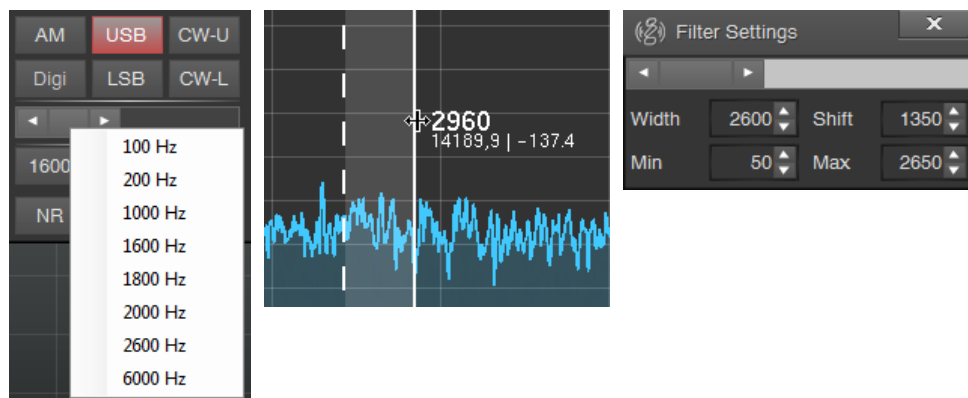 AM USB CW-U
Digi LSB CW-L
1600
NR
100 Hz
200 Hz
1000 Hz
1600 Hz
1800 Hz
2000 Hz
2600 Hz
6000 Hz
2960
14189,9 | -137.4
Filter Settings X
Width 2600 Shift 1350
Min 50 Max 2650